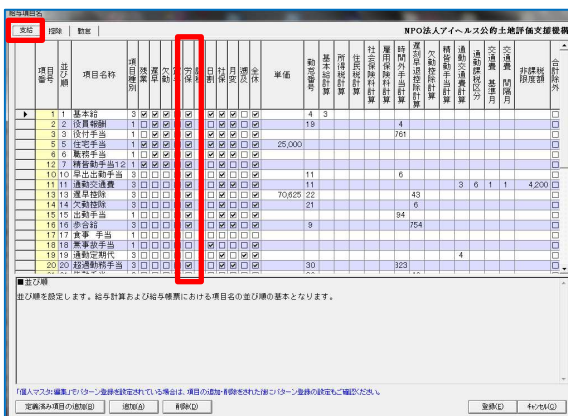 給与項目名
支給 控除 勤怠 NPO法人アイヘルス公的土地評価支援機構
項目番号 並び順 項目名称 項目種別 残業 遅早 欠勤 労保 日割 社保 月変 遡及 全休 単価 勤怠番号 基本給計算 所得税計算 住民税計算 社会保険料計算 雇用保険料計算 時間外手当計算 遅刻早退控除計算 欠勤控除計算 精皆勤手当計算 通勤交通費計算 通勤課税区分 交通費 基準月 交通費 間隔月 非課税限度額 合計除外
1 1 基本給 3 4 3
2 2 役員報酬 1 19 4
3 3 役付手当 1 761
5 5 住宅手当 1 25,000
6 6 職務手当 1
12 7 精皆勤手当12 1
10 10 早出出勤手当 3 11 6
11 11 通勤交通費 3 11 3 6 1 1 4,200
13 13 遅早控除 3 70,625 22 43
14 14 欠勤控除 3 21 6
15 15 出勤手当 1 94
16 16 歩合給 3 9 754
17 17 食事 手当 1
18 18 無事故手当 1
19 19 通勤定期代 3 4
20 20 超過勤務手当 3 30 323
■並び順
並び順を設定します。給与計算および給与帳票における項目名の並び順の基本となります。
「個人マスタ:編集」でパターン登録を設定されている場合は、項目の追加・削除をされた後にパターン登録の設定もご確認ください。
定義済み項目の追加(B) 追加(A) 削除(D) 登録(E) キャンセル(C)